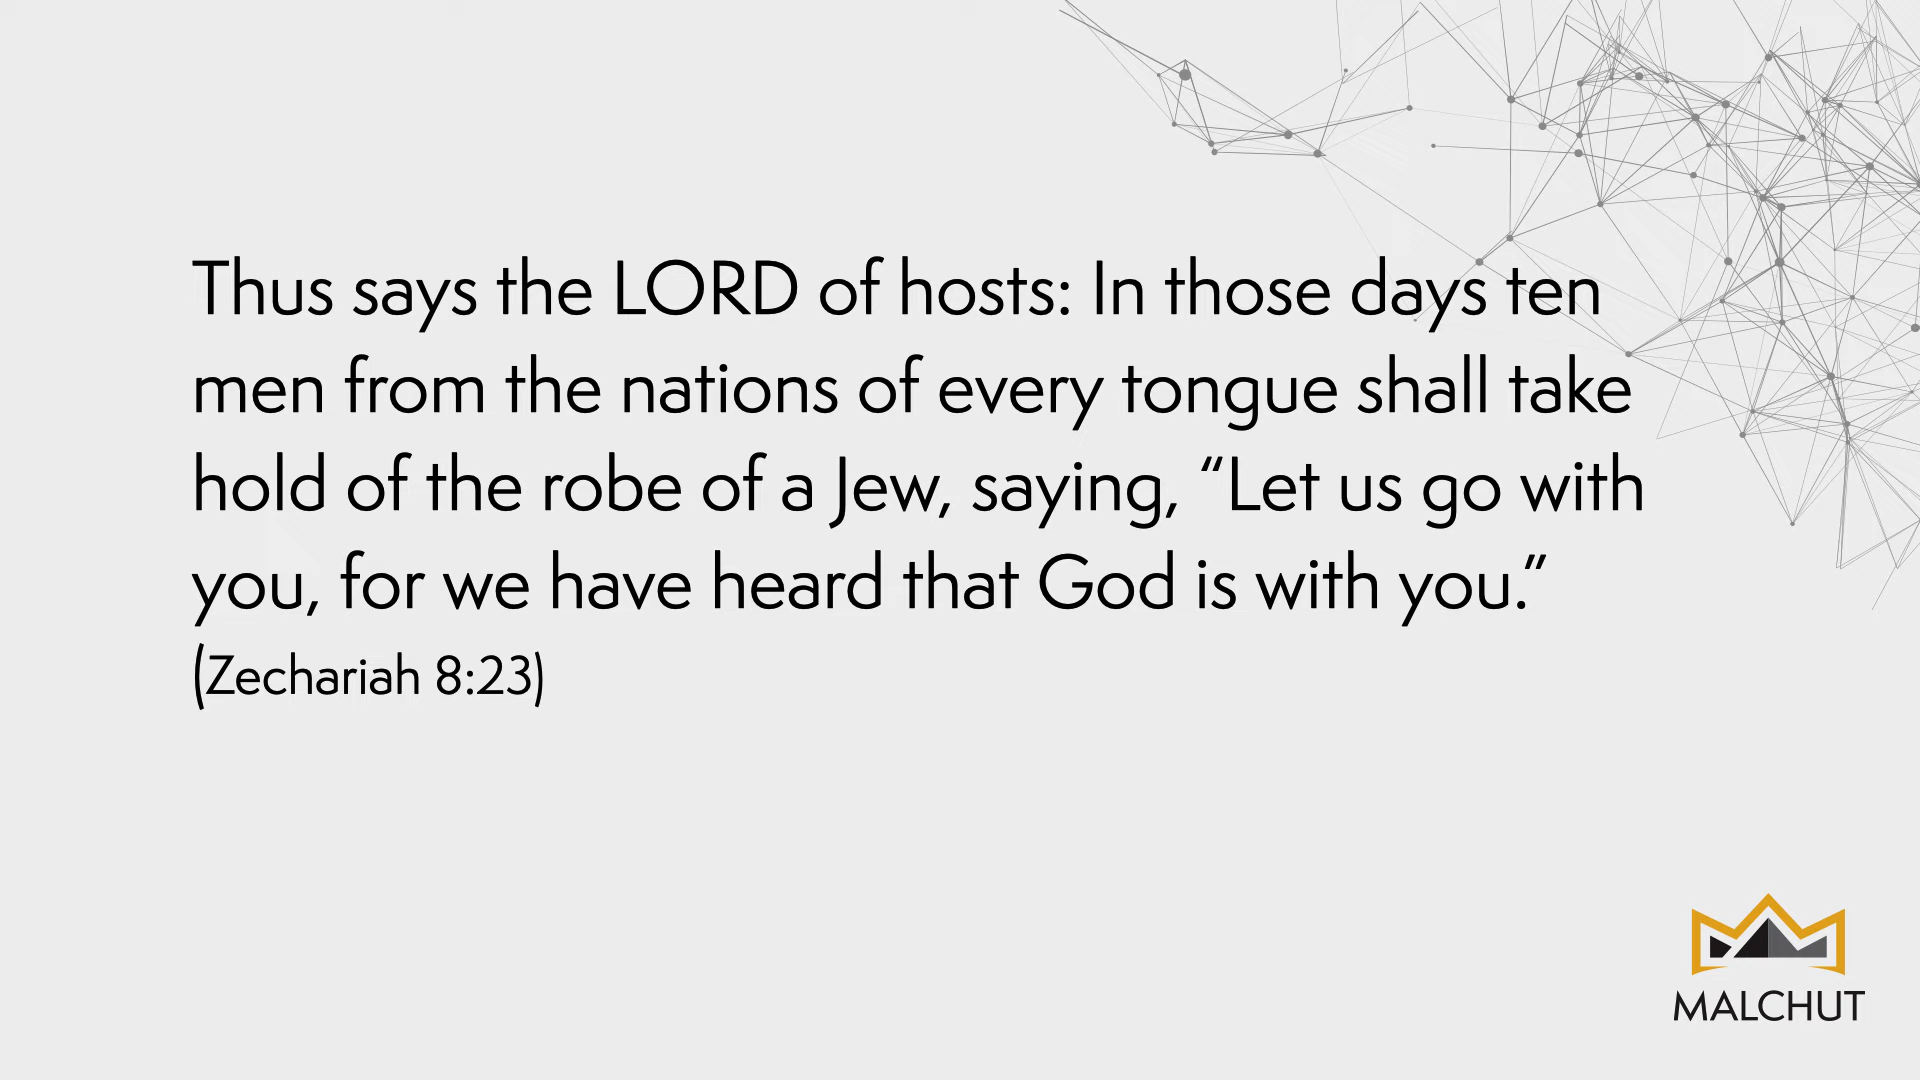 Thus says the LORD of hosts: In those days ten
men from the nations of every tongue shall take
hold of the robe of a Jew, saying, “Let us go with
you, for we have heard that God is with you.”
(Zechariah 8:23)
MALCHUT